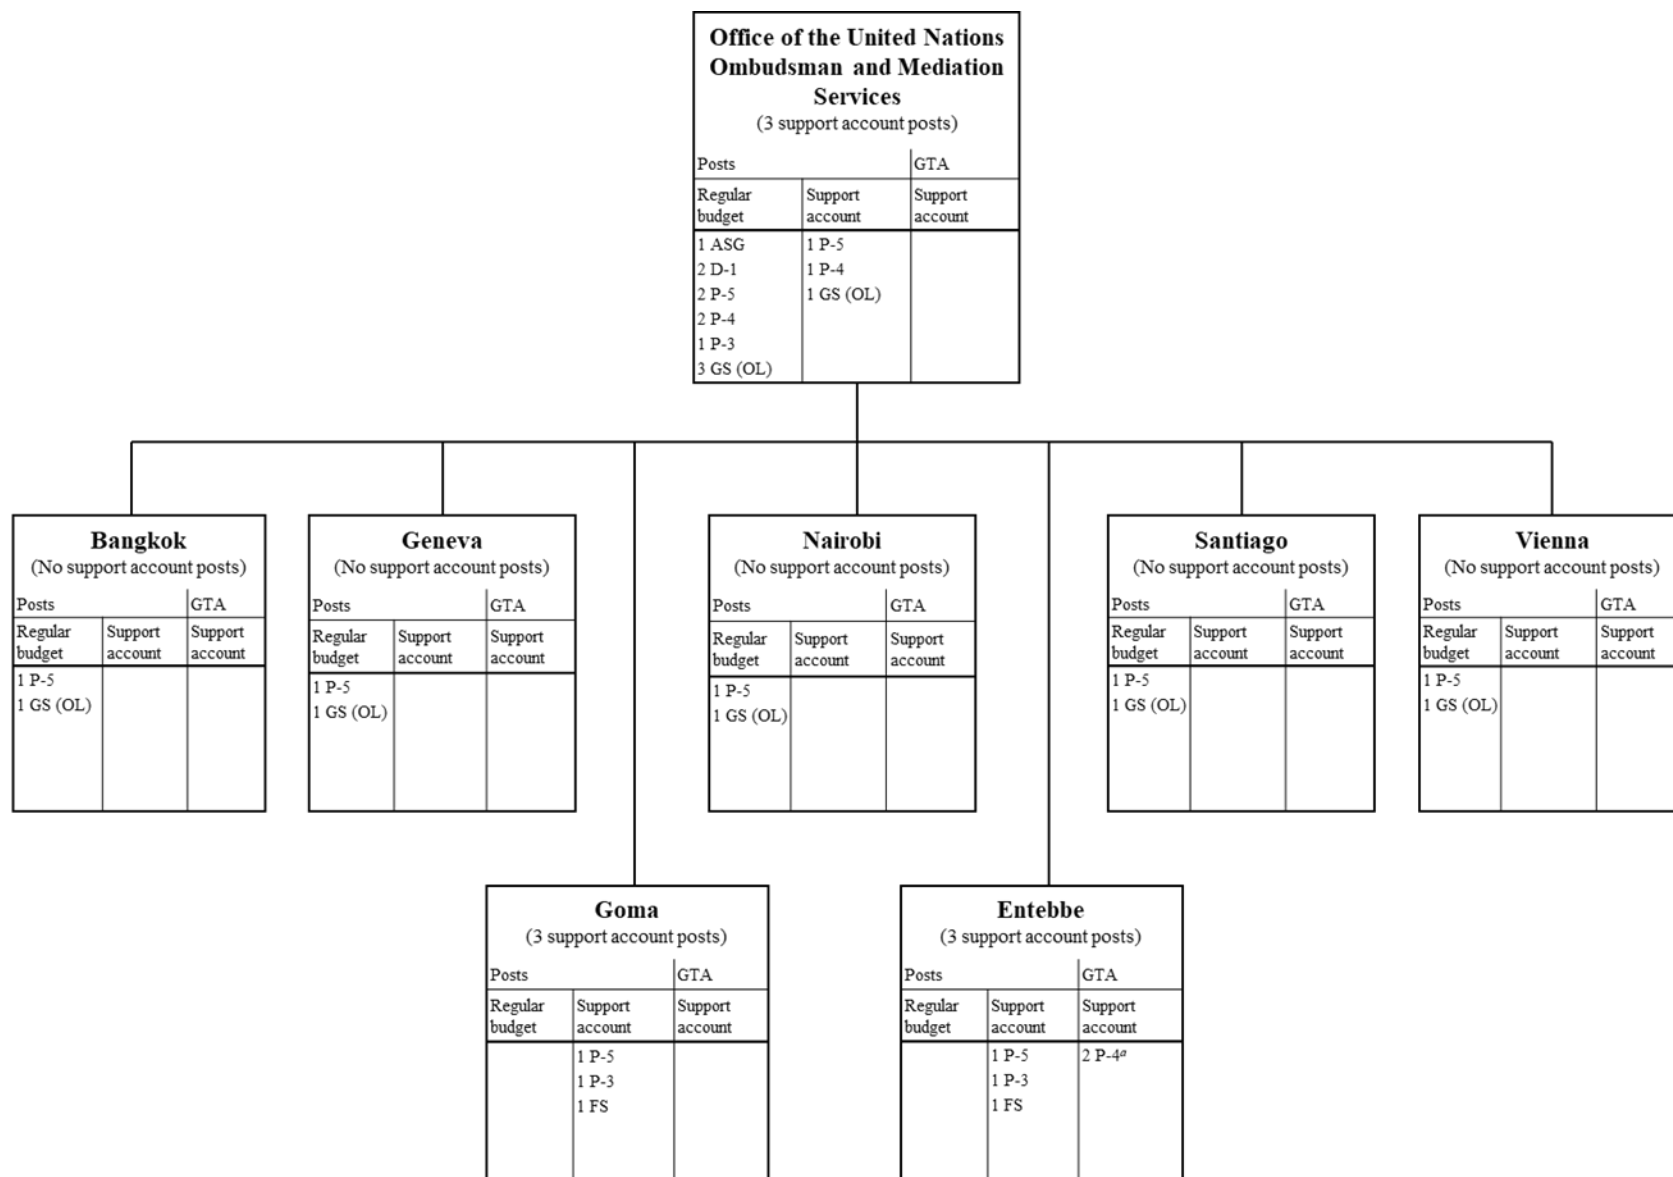 Office of the United Nations
Ombudsman and Mediation
Services
(3 support account posts)
Posts GTA
Regular budget Support account Support account
1 ASG 1 P-5
2 D-1 1 P-4
2 P-5 1 GS (OL)
2 P-4
1 P-3
3 GS (OL)
Bangkok
(No support account posts)
Posts GTA
Regular budget Support account Support account
1 P-5
1 GS (OL)
Geneva
(No support account posts)
Posts GTA
Regular budget Support account Support account
1 P-5
1 GS (OL)
Nairobi
(No support account posts)
Posts GTA
Regular budget Support account Support account
1 P-5
1 GS (OL)
Santiago
(No support account posts)
Posts GTA
Regular budget Support account Support account
1 P-5
1 GS (OL)
Vienna
(No support account posts)
Posts GTA
Regular budget Support account Support account
1 P-5
1 GS (OL)
Goma
(3 support account posts)
Posts GTA
Regular budget Support account Support account
1 P-5
1 P-3
1 FS
Entebbe
(3 support account posts)
Posts GTA
Regular budget Support account Support account
1 P-5 2 P-4ᵃ
1 P-3
1 FS